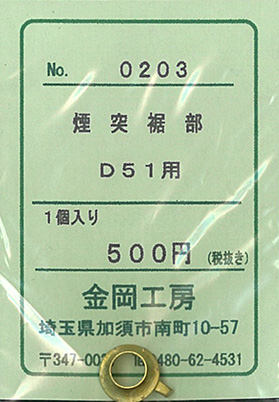 No. 0203
煙突裾部
D51用
1個入り
500円 (税抜き)
金岡工房
埼玉県加須市南町10-57
〒347-00 480-62-4531